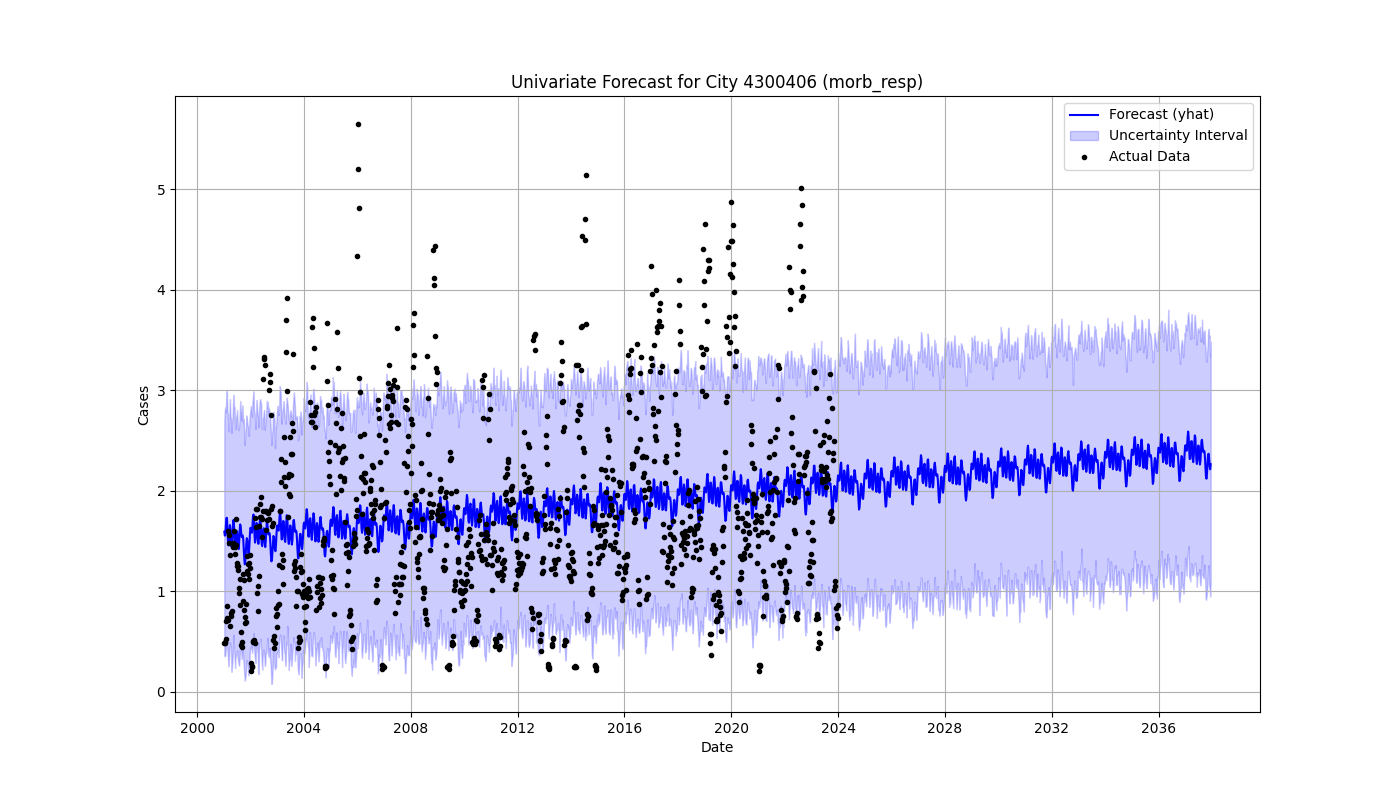 Univariate Forecast for City 4300406 (morb_resp)
Forecast (yhat)
Uncertainty Interval
Actual Data
Cases
5
4
3
2
1
0
2000 2004 2008 2012 2016 2020 2024 2028 2032 2036
Date